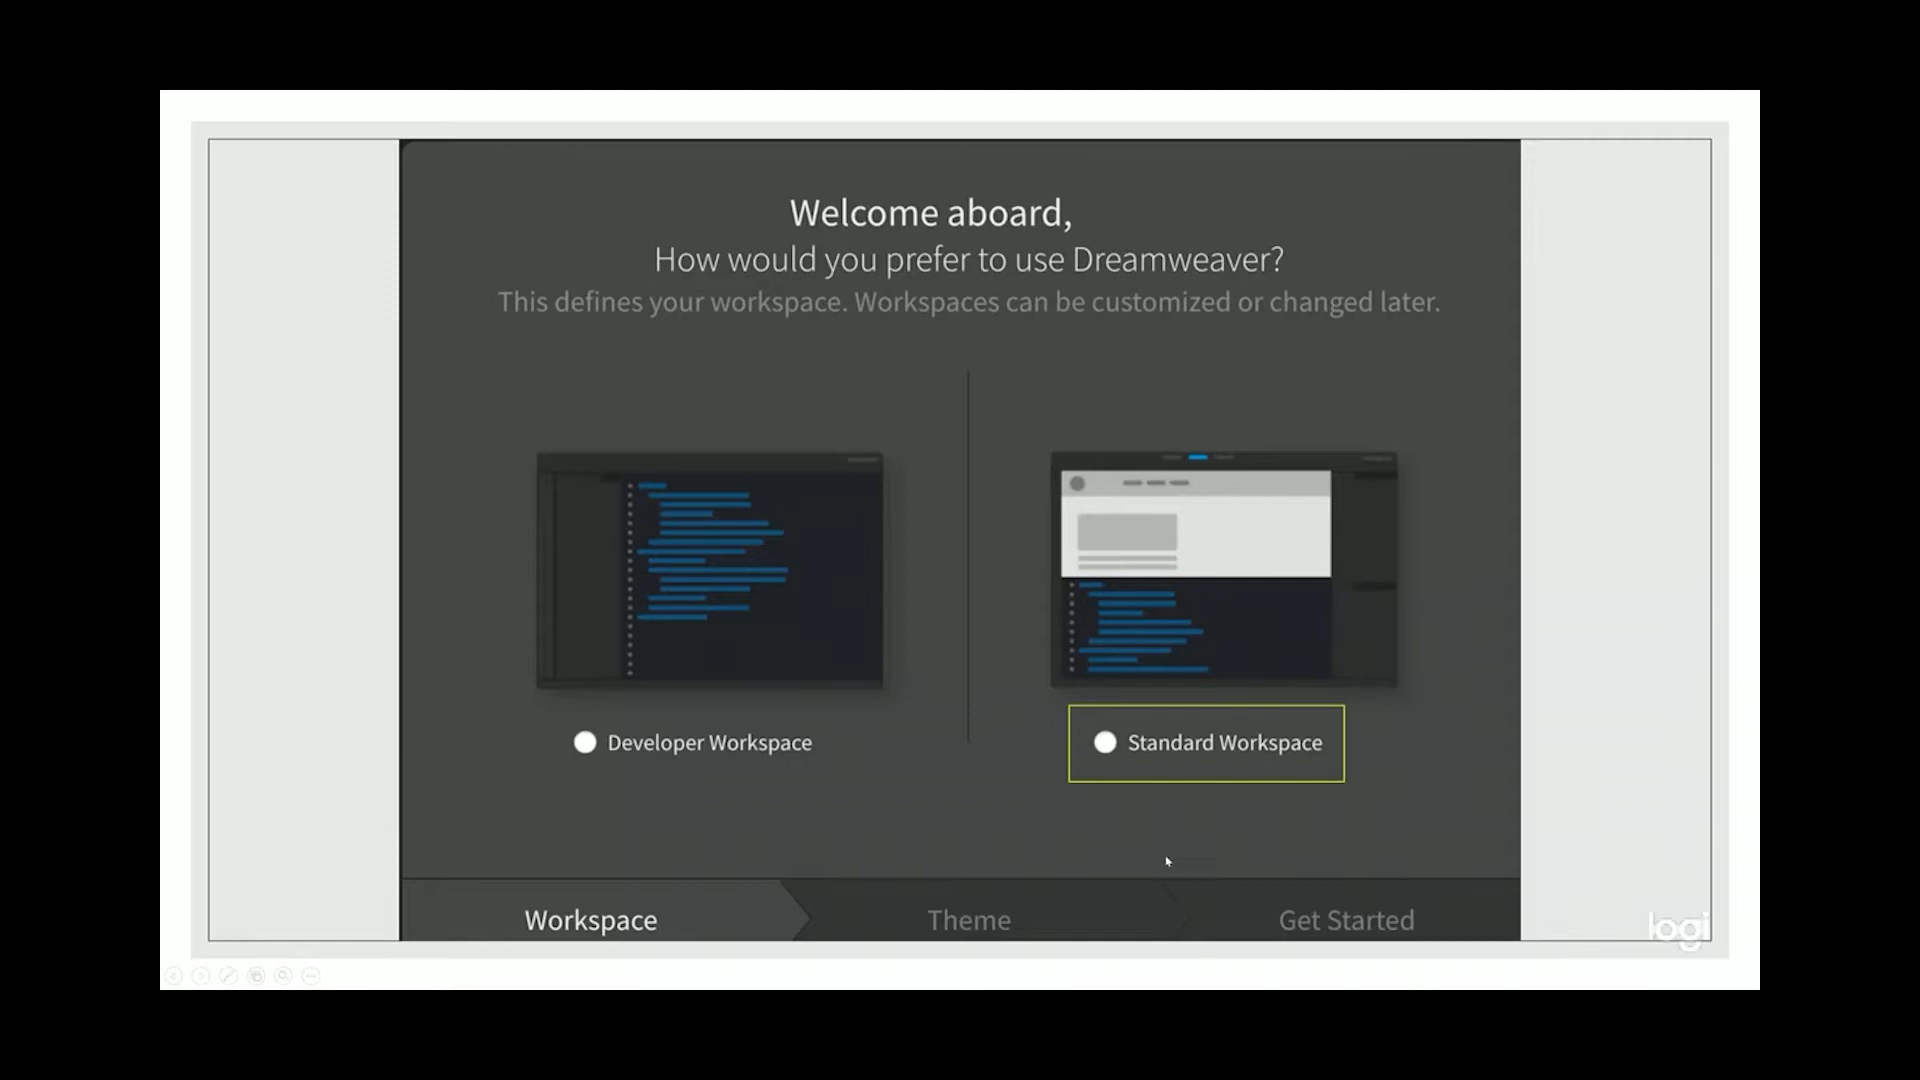 Welcome aboard,
How would you prefer to use Dreamweaver?
This defines your workspace. Workspaces can be customized or changed later.
Developer Workspace
Standard Workspace
Workspace
Theme
Get Started
logi